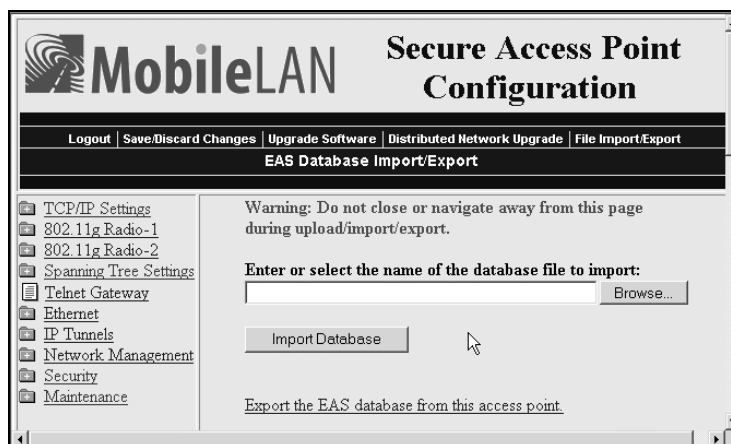 MobileLAN
Secure Access Point
Configuration
Logout | Save/Discard Changes | Upgrade Software | Distributed Network Upgrade | File Import/Export
EAS Database Import/Export
TCP/IP Settings
802.11g Radio-1
802.11g Radio-2
Spanning Tree Settings
Telnet Gateway
Ethernet
IP Tunnels
Network Management
Security
Maintenance
Warning: Do not close or navigate away from this page
during upload/import/export.
Enter or select the name of the database file to import:
Browse...
Import Database
Export the EAS database from this access point.